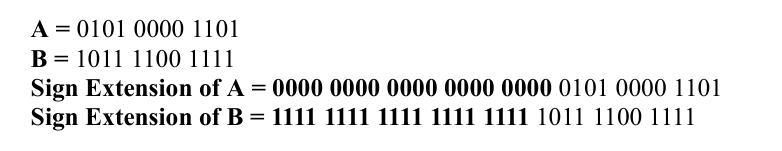 A = 0101 0000 1101
B = 1011 1100 1111
Sign Extension of A = 0000 0000 0000 0000 0000 0101 0000 1101
Sign Extension of B = 1111 1111 1111 1111 1111 1011 1100 1111